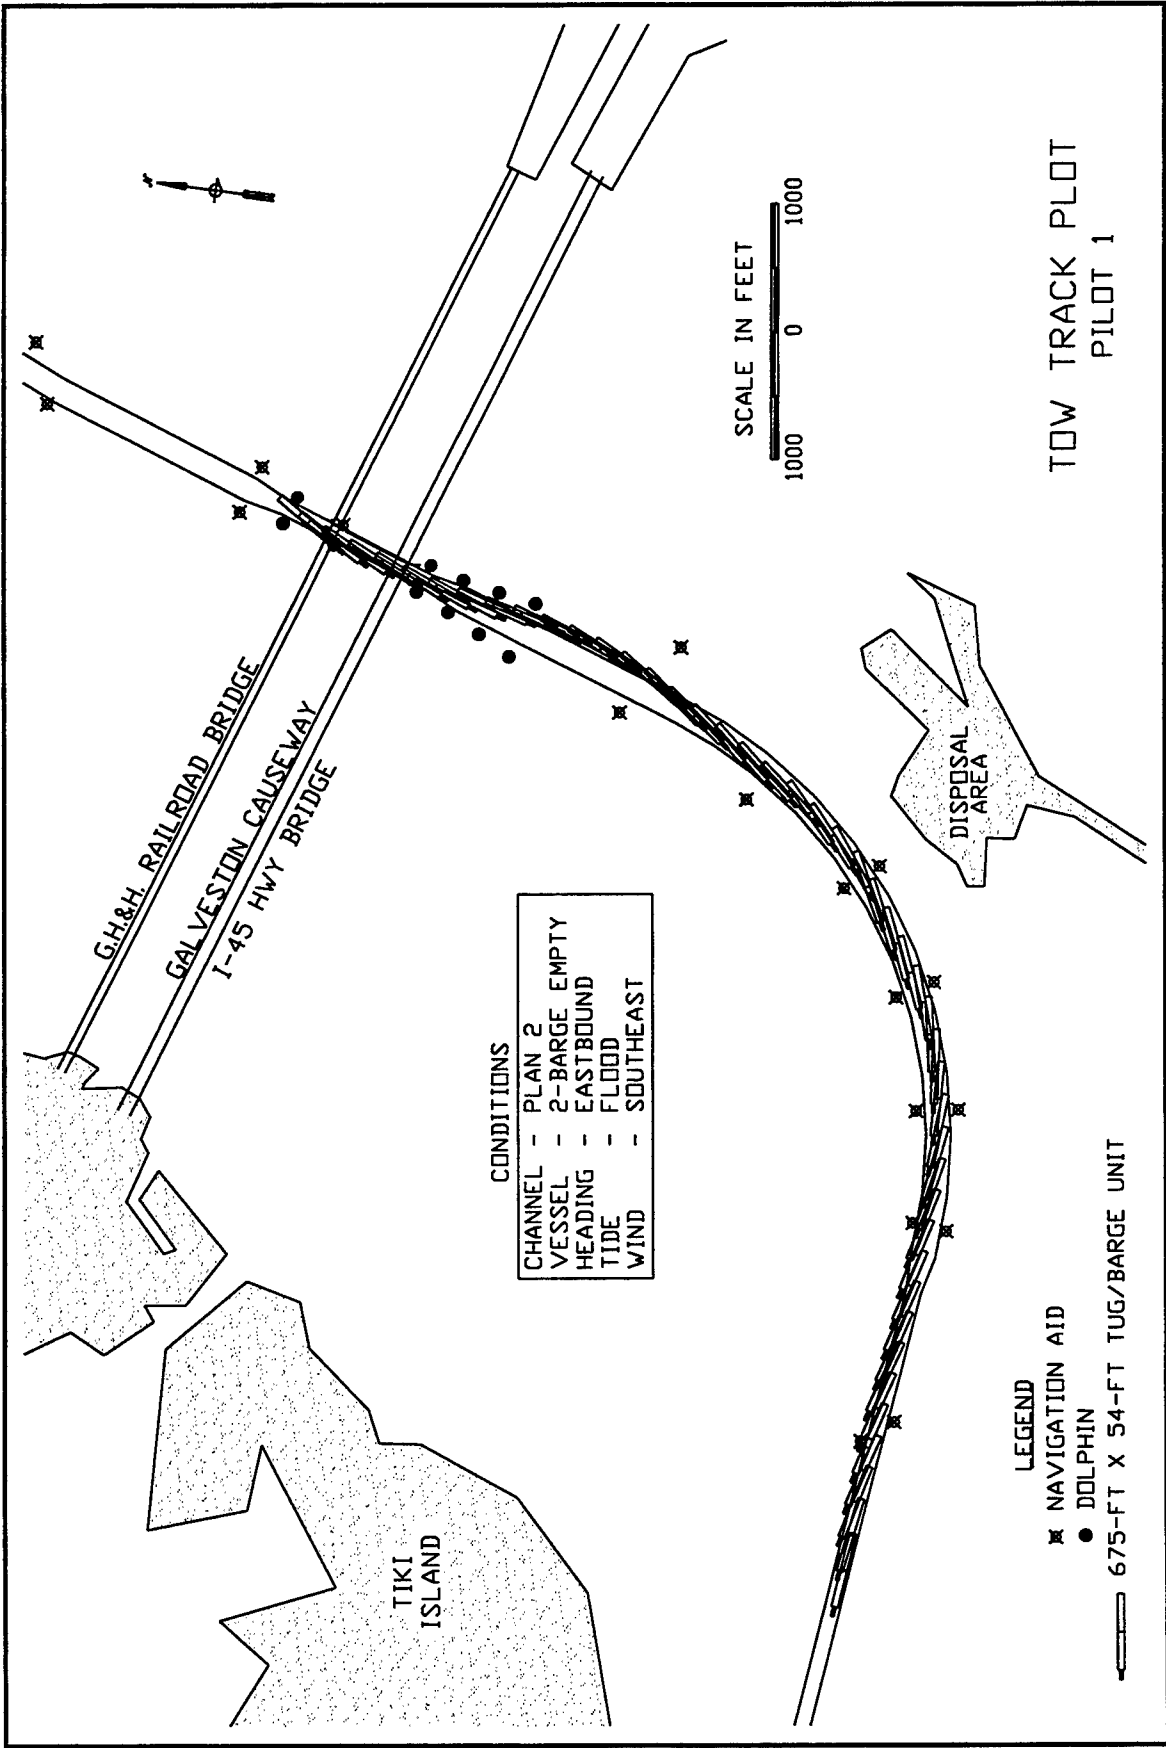 G.H.&H. RAILROAD BRIDGE
GALVESTON CAUSEWAY
I-45 HWY BRIDGE
N
TIKI
ISLAND
CONDITIONS
CHANNEL - PLAN 2
VESSEL - 2-BARGE EMPTY
HEADING - EASTBOUND
TIDE - FLOOD
WIND - SOUTHEAST
SCALE IN FEET
1000 0 1000
DISPOSAL
AREA
LEGEND
NAVIGATION AID
DOLPHIN
675-FT X 54-FT TUG/BARGE UNIT
TOW TRACK PLOT
PILOT 1